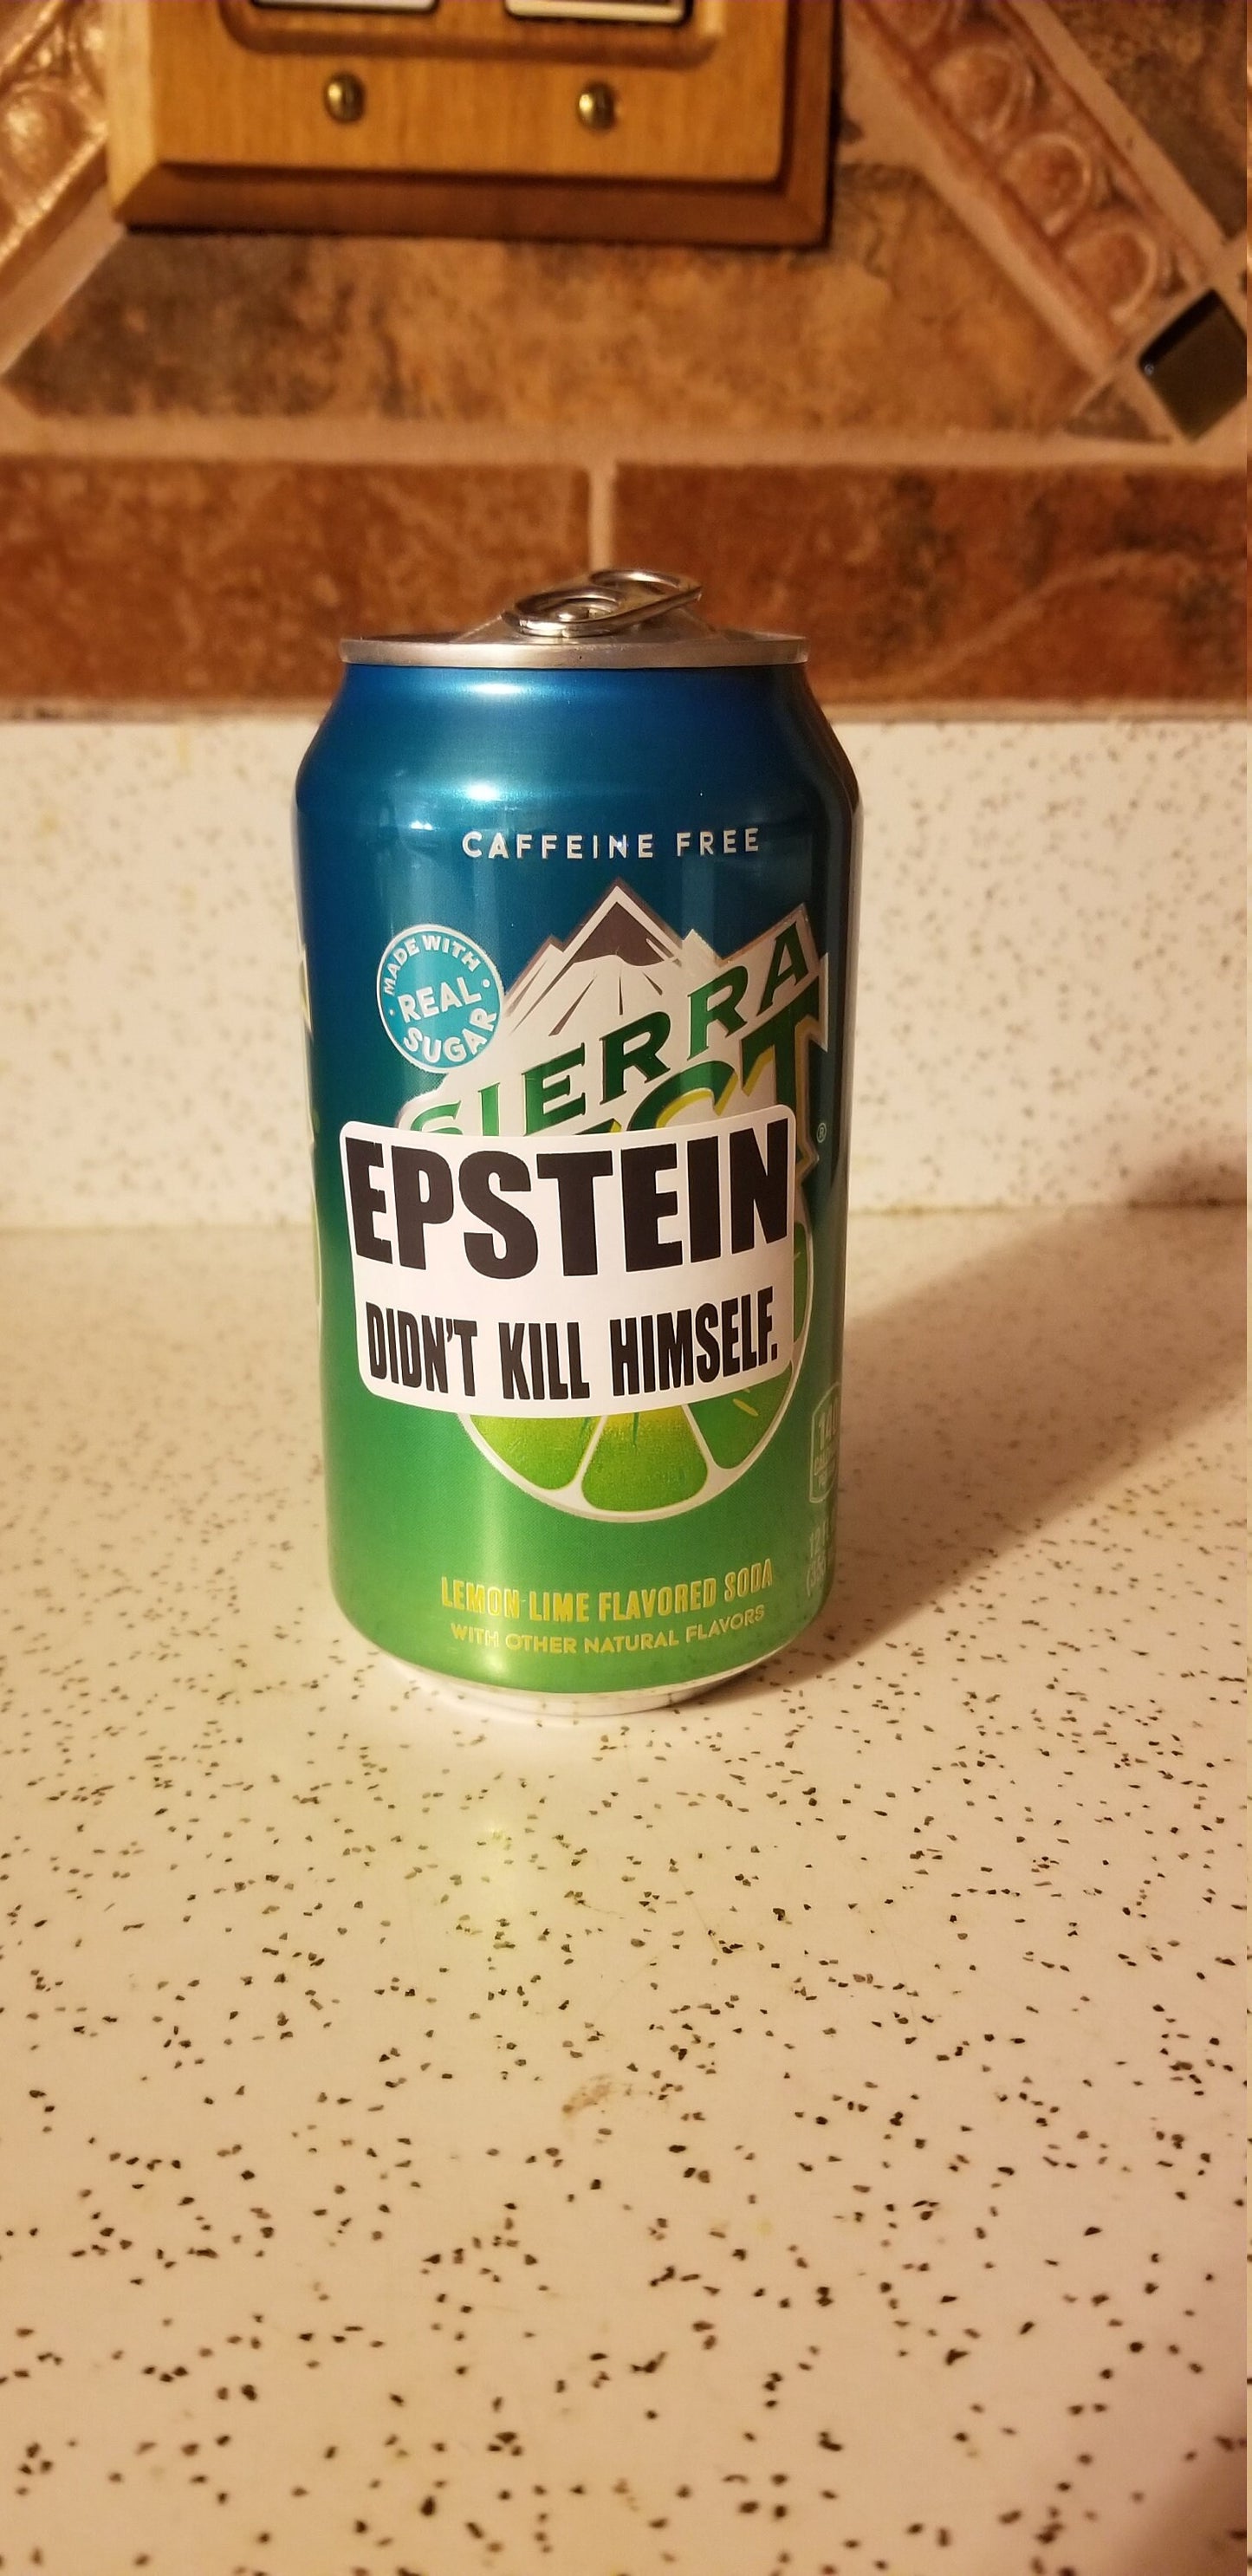 CAFFEINE FREE
MADE WITH
REAL
SUGAR
SIERRA
EPSTEIN
DIDN'T KILL HIMSELF.
LEMON LIME FLAVORED SODA
WITH OTHER NATURAL FLAVORS